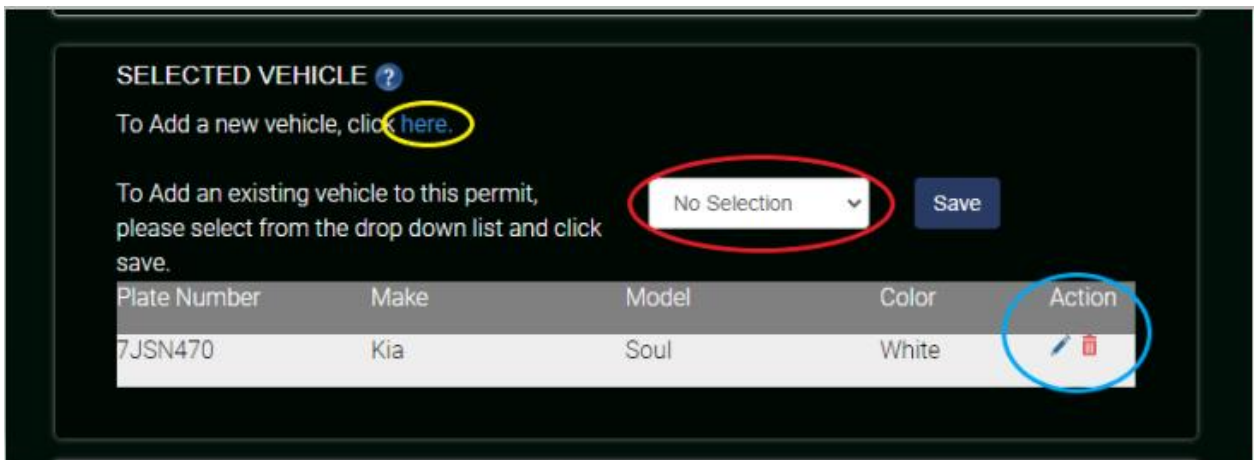 SELECTED VEHICLE ?
To Add a new vehicle, click here.
To Add an existing vehicle to this permit,
please select from the drop down list and click
save.
No Selection
Save
Plate Number Make Model Color Action
7JSN470 Kia Soul White